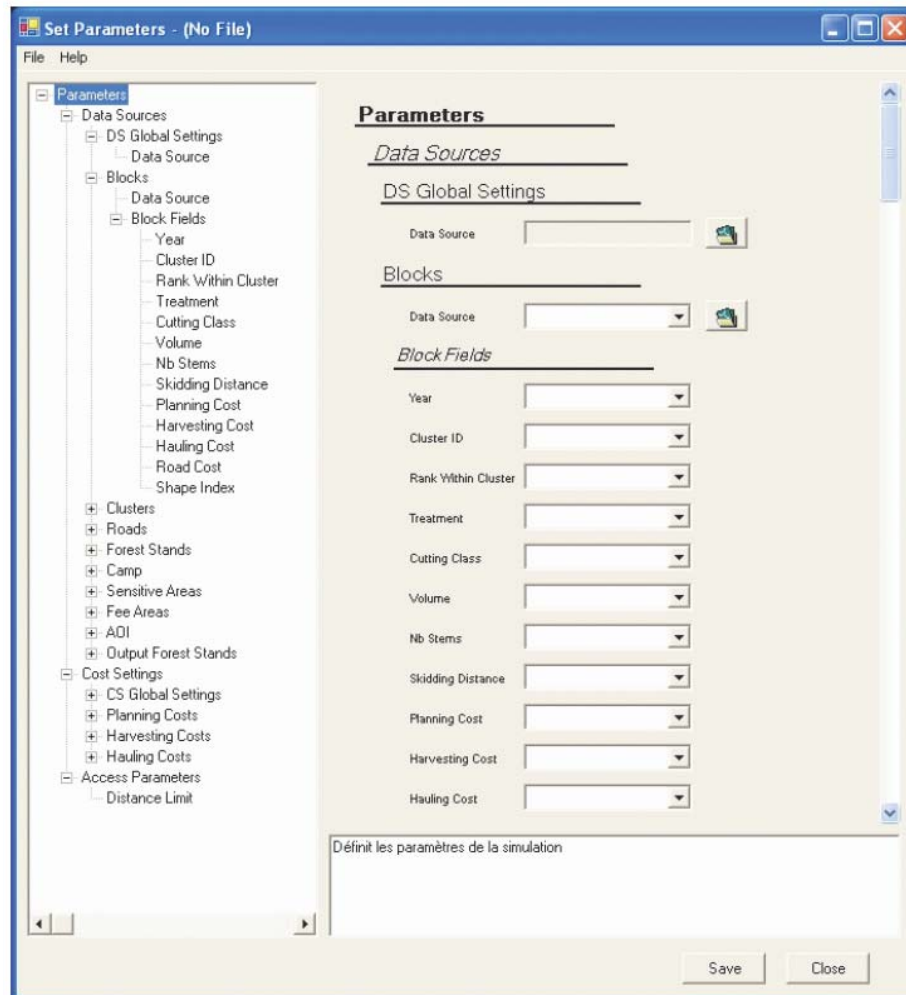 Set Parameters - (No File)
File Help
Parameters
Data Sources
DS Global Settings
Data Source
Blocks
Data Source
Block Fields
Year
Cluster ID
Rank Within Cluster
Treatment
Cutting Class
Volume
Nb Stems
Skidding Distance
Planning Cost
Harvesting Cost
Hauling Cost
Road Cost
Shape Index
Clusters
Roads
Forest Stands
Camp
Sensitive Areas
Fee Areas
AOI
Output Forest Stands
Cost Settings
CS Global Settings
Planning Costs
Harvesting Costs
Hauling Costs
Access Parameters
Distance Limit
Parameters
Data Sources
DS Global Settings
Data Source
Blocks
Data Source
Block Fields
Year
Cluster ID
Rank Within Cluster
Treatment
Cutting Class
Volume
Nb Stems
Skidding Distance
Planning Cost
Harvesting Cost
Hauling Cost
Définit les paramètres de la simulation
Save Close